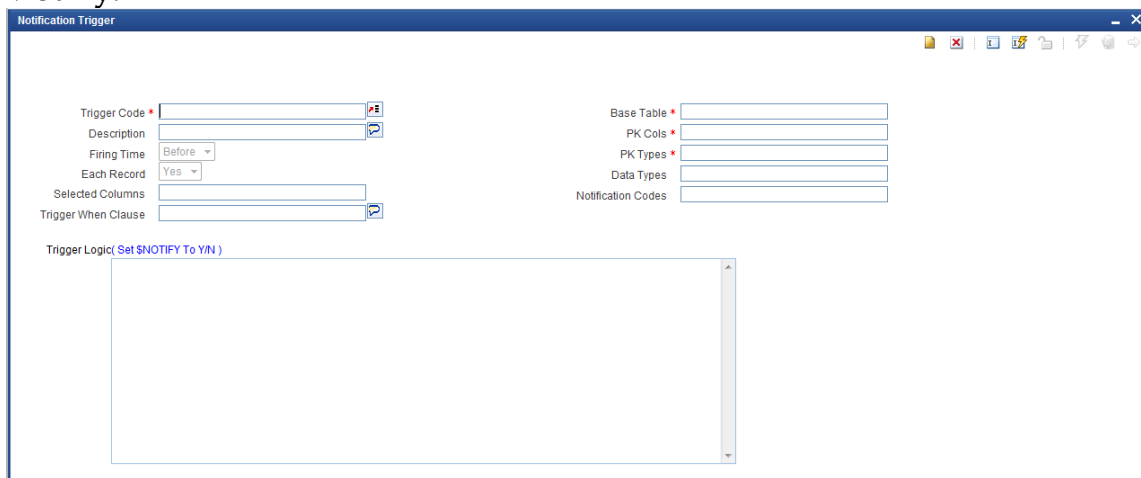 Notification Trigger
Trigger Code *
Description
Firing Time Before
Each Record Yes
Selected Columns
Trigger When Clause
Base Table *
PK Cols *
PK Types *
Data Types
Notification Codes
Trigger Logic( Set $NOTIFY To Y/N )